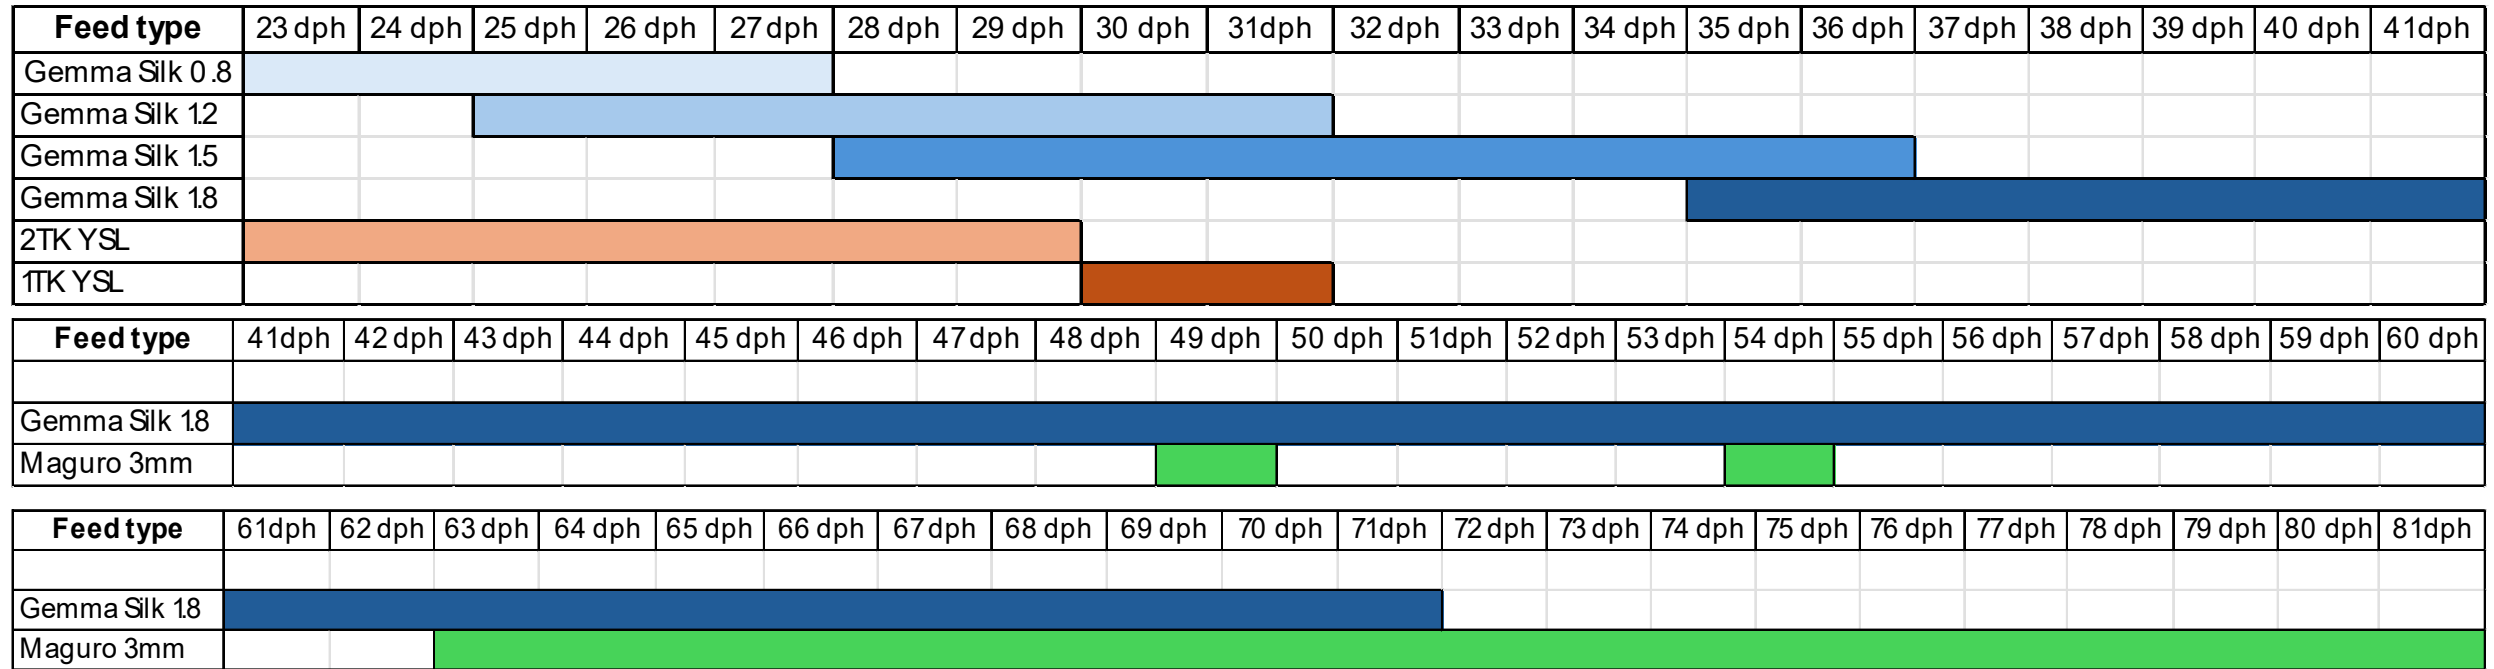 Feed type 23 dph 24 dph 25 dph 26 dph 27 dph 28 dph 29 dph 30 dph 31dph 32 dph 33 dph 34 dph 35 dph 36 dph 37 dph 38 dph 39 dph 40 dph 41dph
Gemma Silk 0.8
Gemma Silk 1.2
Gemma Silk 1.5
Gemma Silk 1.8
2TK YSL
1TK YSL
Feed type 41dph 42 dph 43 dph 44 dph 45 dph 46 dph 47 dph 48 dph 49 dph 50 dph 51dph 52 dph 53 dph 54 dph 55 dph 56 dph 57 dph 58 dph 59 dph 60 dph
Gemma Silk 1.8
Maguro 3mm
Feed type 61dph 62 dph 63 dph 64 dph 65 dph 66 dph 67 dph 68 dph 69 dph 70 dph 71dph 72 dph 73 dph 74 dph 75 dph 76 dph 77 dph 78 dph 79 dph 80 dph 81dph
Gemma Silk 1.8
Maguro 3mm